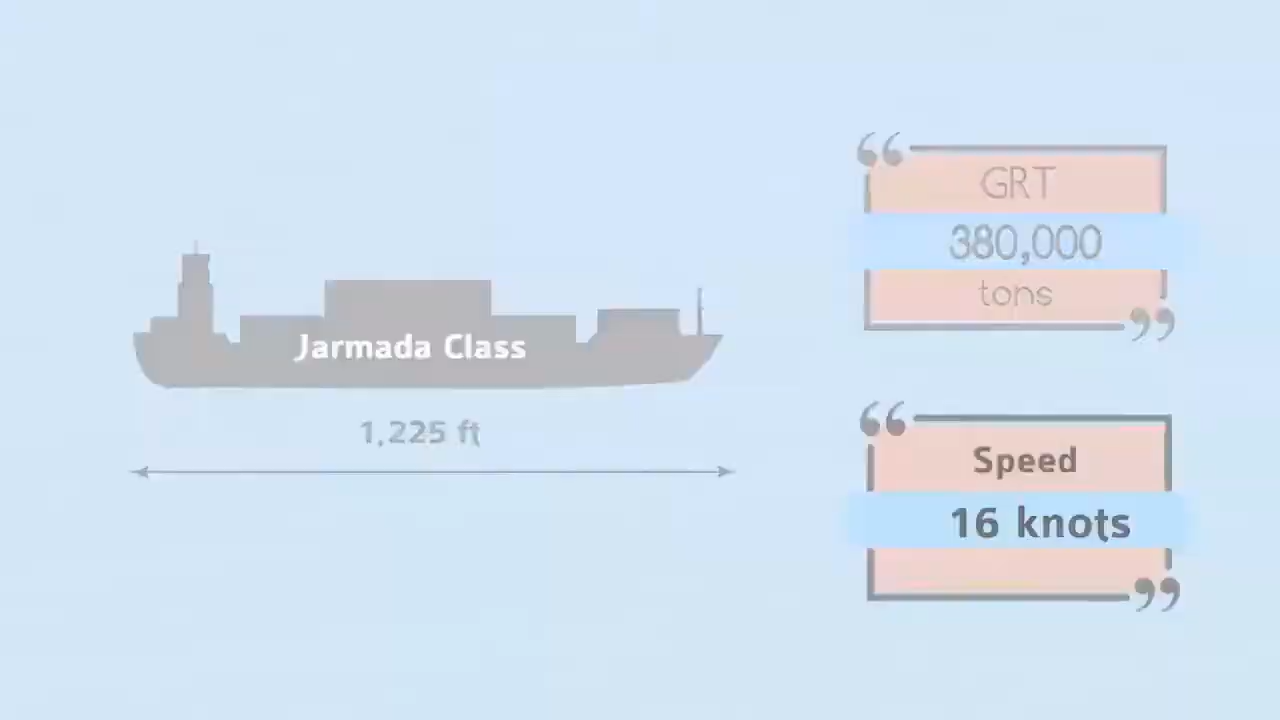 Jarmada Class
1,225 ft
GRT
380,000
tons
Speed
16 knots